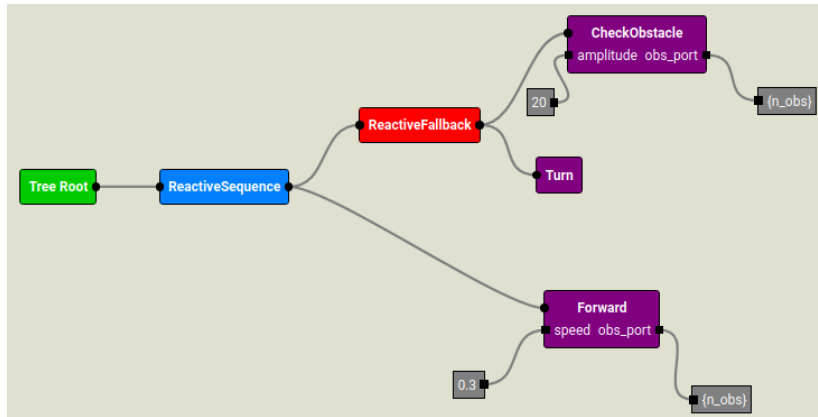 CheckObstacle
amplitude obs_port
20
{n_obs}
ReactiveFallback
Tree Root
ReactiveSequence
Turn
Forward
speed obs_port
0.3
{n_obs}